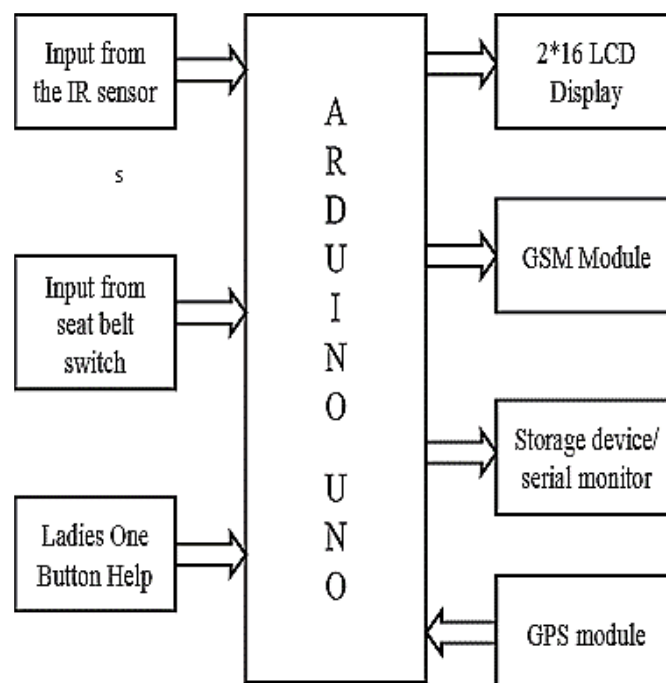 Input from
the IR sensor
s
Input from
seat belt
switch
Ladies One
Button Help
A
R
D
U
I
N
O
U
N
O
2*16 LCD
Display
GSM Module
Storage device/
serial monitor
GPS module